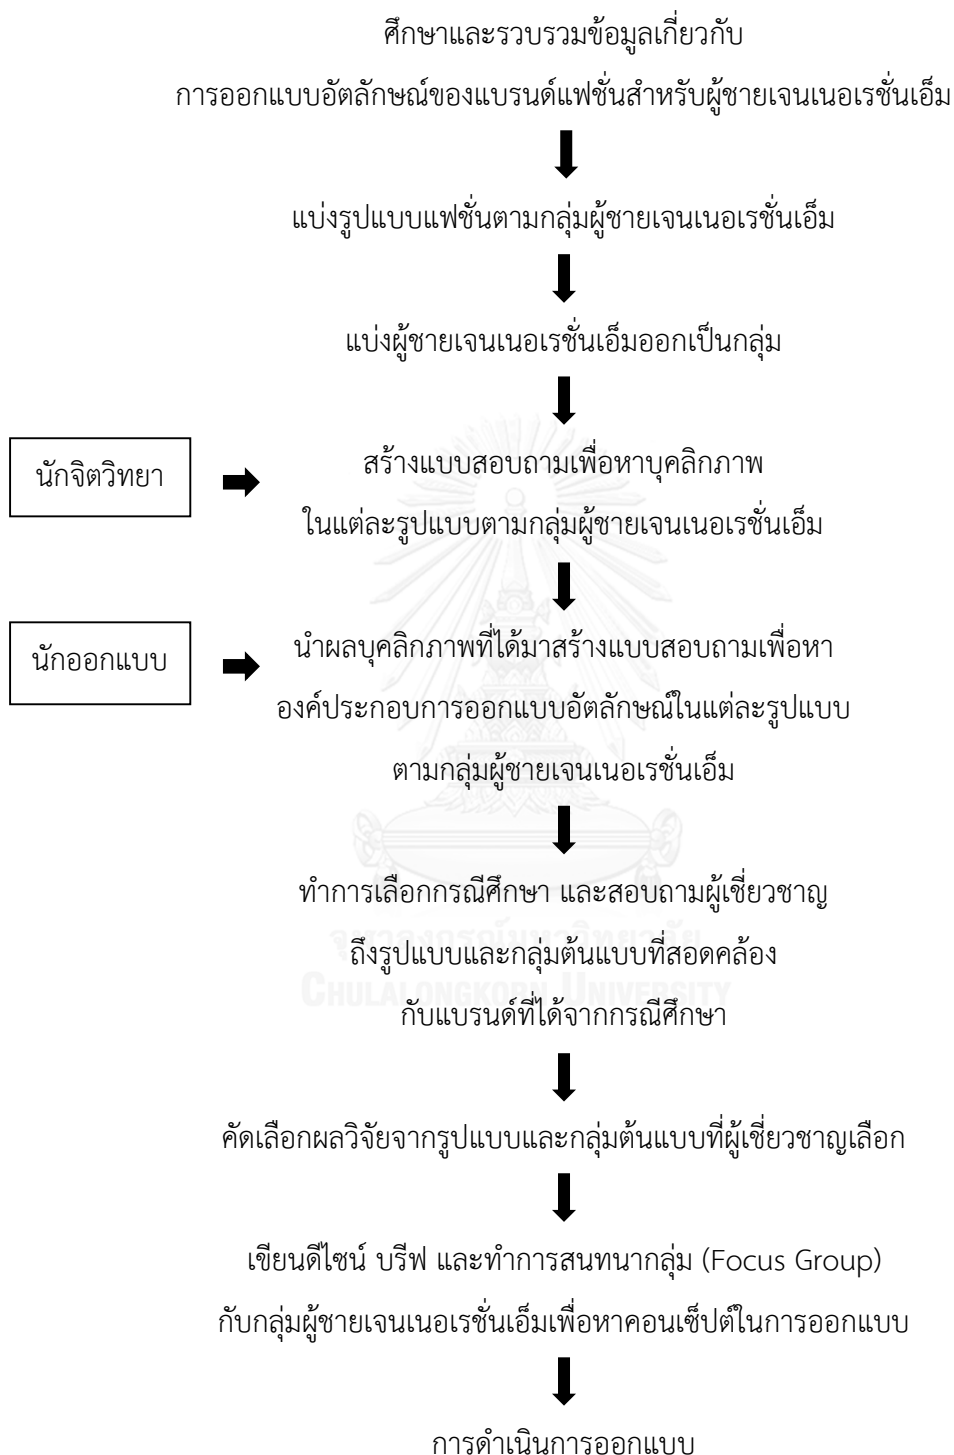 ศึกษาและรวบรวมข้อมูลเกี่ยวกับ
การออกแบบอัตลักษณ์ของแบรนด์แฟชั่นสำหรับผู้ชายเจนเนอเรชั่นเอ็ม
แบ่งรูปแบบแฟชั่นตามกลุ่มผู้ชายเจนเนอเรชั่นเอ็ม
แบ่งผู้ชายเจนเนอเรชั่นเอ็มออกเป็นกลุ่ม
นักจิตวิทยา
สร้างแบบสอบถามเพื่อหาบุคลิกภาพ
ในแต่ละรูปแบบตามกลุ่มผู้ชายเจนเนอเรชั่นเอ็ม
นักออกแบบ
นำผลบุคลิกภาพที่ได้มาสร้างแบบสอบถามเพื่อหา
องค์ประกอบการออกแบบอัตลักษณ์ในแต่ละรูปแบบ
ตามกลุ่มผู้ชายเจนเนอเรชั่นเอ็ม
ทำการเลือกกรณีศึกษา และสอบถามผู้เชี่ยวชาญ
จุฬาลงกรณ์มหาวิทยาลัย
ถึงรูปแบบและกลุ่มต้นแบบที่สอดคล้อง
CHULALONGKORN UNIVERSITY
กับแบรนด์ที่ได้จากกรณีศึกษา
คัดเลือกผลวิจัยจากรูปแบบและกลุ่มต้นแบบที่ผู้เชี่ยวชาญเลือก
เขียนดีไซน์ บรีฟ และทำการสนทนากลุ่ม (Focus Group)
กับกลุ่มผู้ชายเจนเนอเรชั่นเอ็มเพื่อหาคอนเซ็ปต์ในการออกแบบ
การดำเนินการออกแบบ